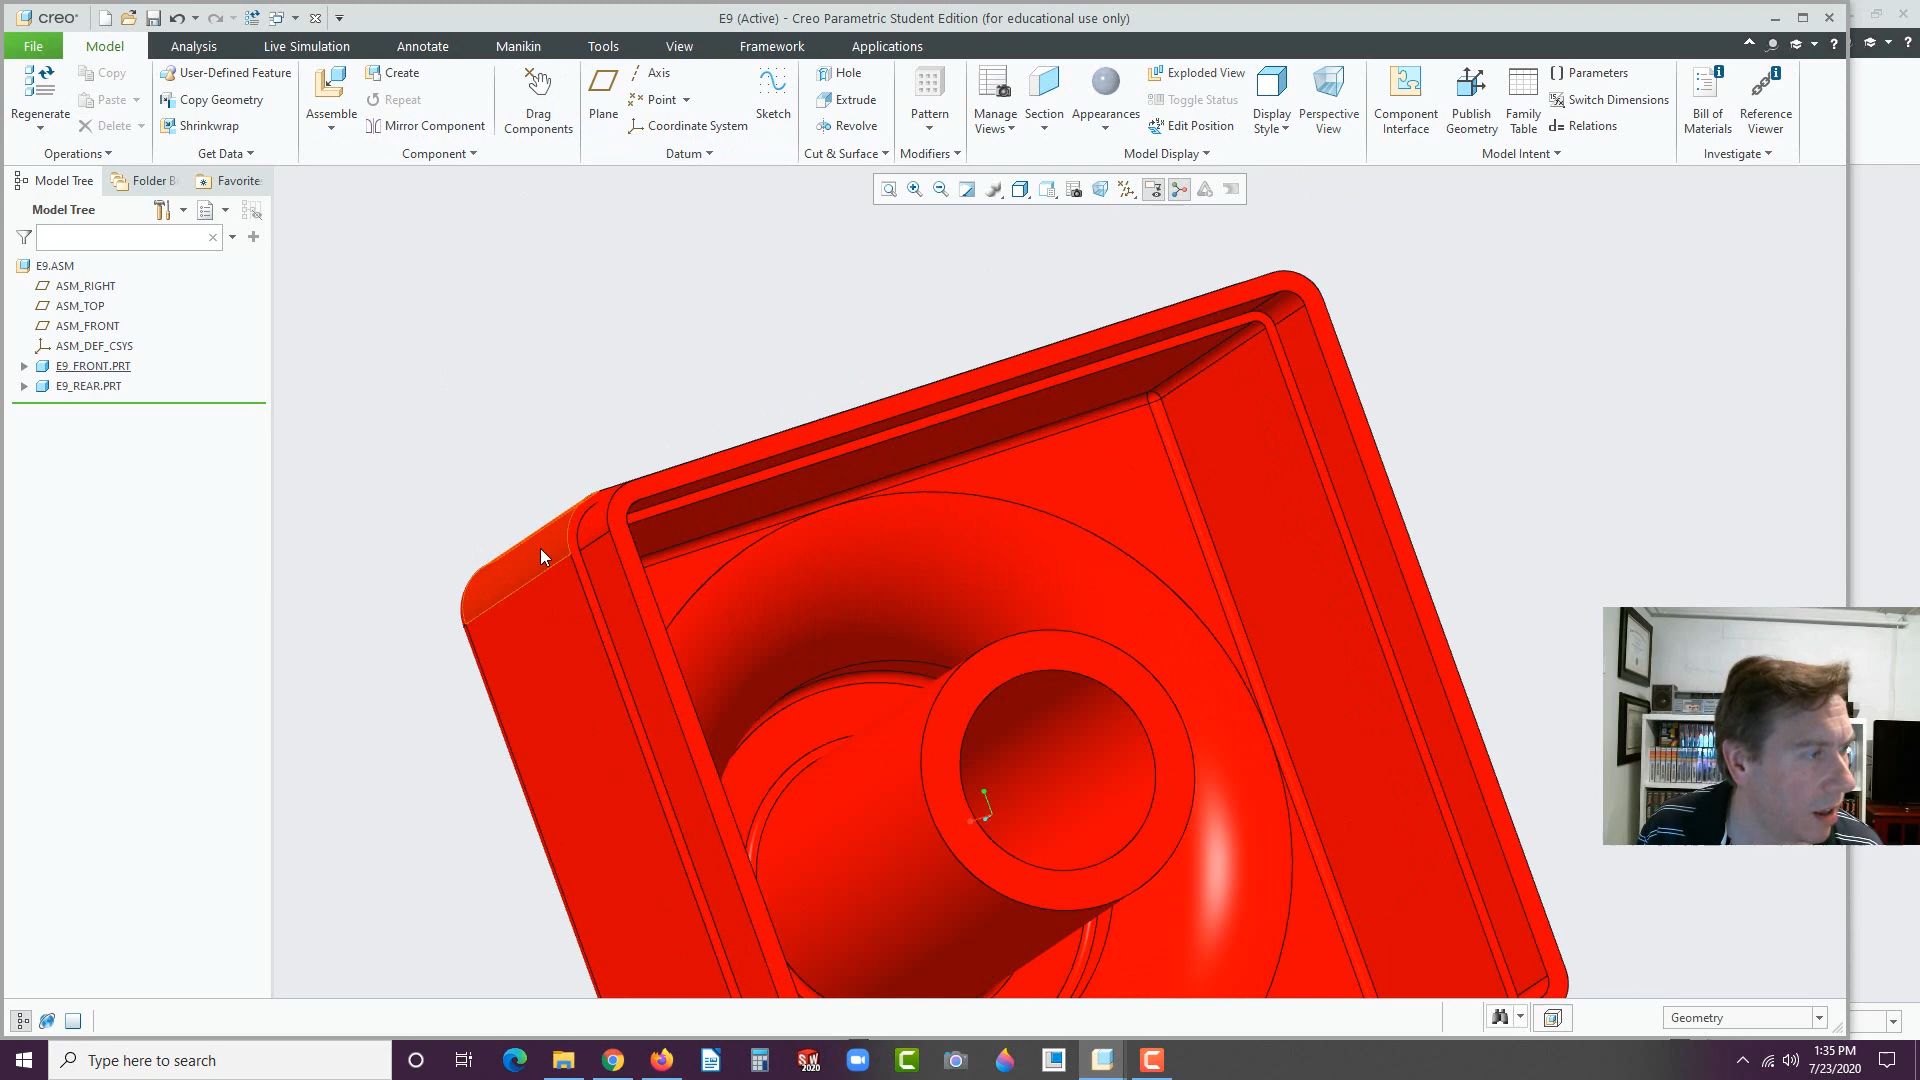 creo
E9 (Active) - Creo Parametric Student Edition (for educational use only)
File Model Analysis Live Simulation Annotate Manikin Tools View Framework Applications
Regenerate
Copy
Paste
Delete
Operations
User-Defined Feature
Copy Geometry
Shrinkwrap
Get Data
Assemble
Create
Repeat
Mirror Component
Component
Drag Components
Plane
Axis
Point
Coordinate System
Sketch
Datum
Hole
Extrude
Revolve
Cut & Surface
Pattern
Modifiers
Manage Views
Section
Appearances
Exploded View
Toggle Status
Edit Position
Display Style
Perspective View
Model Display
Component Interface
Publish Geometry
Family Table
Parameters
Switch Dimensions
d= Relations
Model Intent
Bill of Materials
Reference Viewer
Investigate
Model Tree Folder B Favorite
Model Tree
E9.ASM
ASM_RIGHT
ASM_TOP
ASM_FRONT
ASM_DEF_CSYS
E9_FRONT.PRT
E9_REAR.PRT
Geometry
Type here to search
SW
2020
1:35 PM
7/23/2020